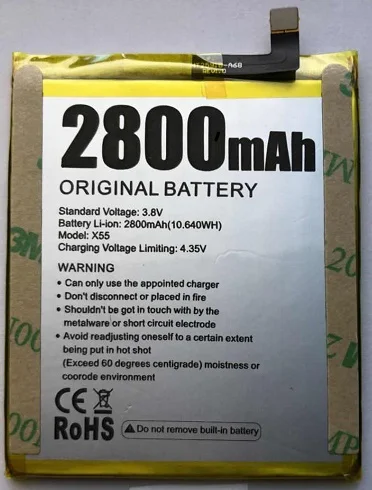 2800mAh
ORIGINAL BATTERY
Standard Voltage: 3.8V
Battery Li-ion: 2800mAh(10.640WH)
Model: X55
Charging Voltage Limiting: 4.35V
WARNING
• Can only use the appointed charger
• Don't disconnect or placed in fire
• Shouldn't be got in touch with by the
metalware or short circuit electrode
• Avoid readjusting oneself to a certain extent
being put in hot shot
(Exceed 60 degrees centigrade) moistness or
coorode environment
CE
RoHS
Do not remove built-in battery
3M